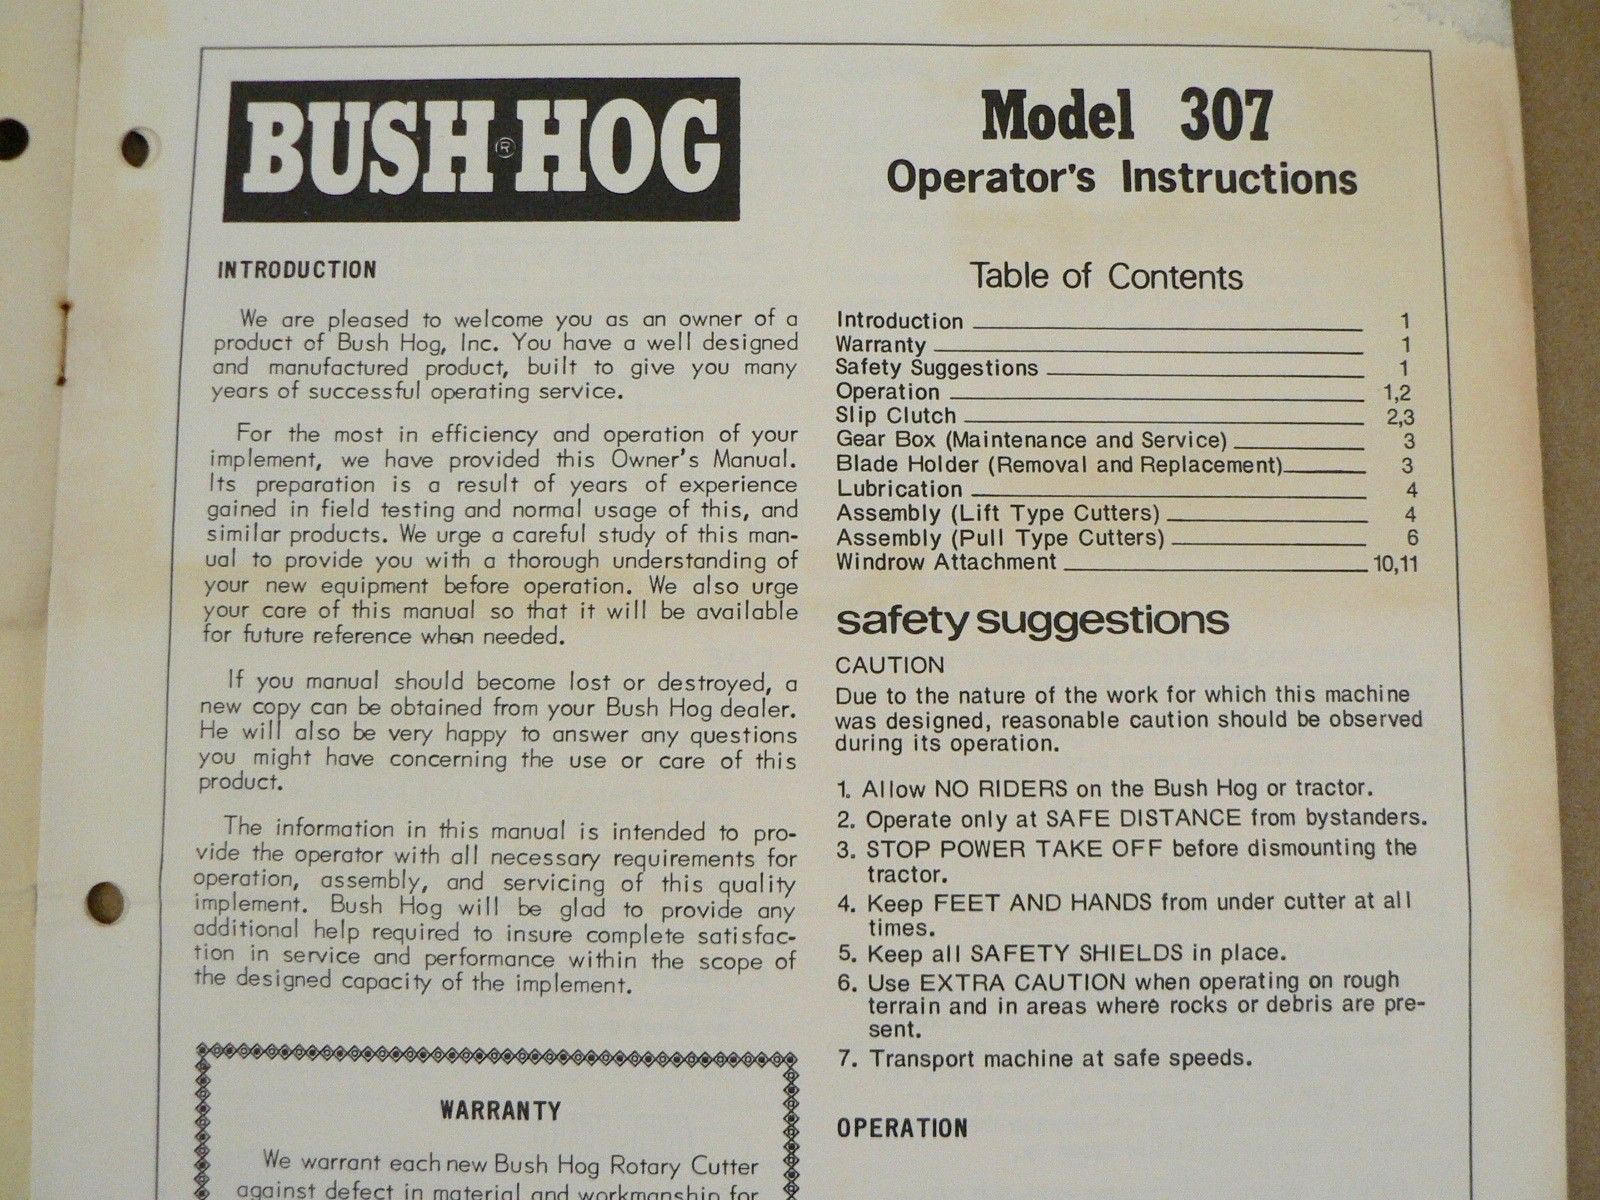 BUSH ® HOG
INTRODUCTION
We are pleased to welcome you as an owner of a
product of Bush Hog, Inc. You have a well designed
and manufactured product, built to give you many
years of successful operating service.
For the most in efficiency and operation of your
implement, we have provided this Owner's Manual.
Its preparation is a result of years of experience
gained in field testing and normal usage of this, and
similar products. We urge a careful study of this man-
ual to provide you with a thorough understanding of
your new equipment before operation. We also urge
your care of this manual so that it will be available
for future reference when needed.
If you manual should become lost or destroyed, a
new copy can be obtained from your Bush Hog dealer.
He will also be very happy to answer any questions
you might have concerning the use or care of this
product.
The information in this manual is intended to pro-
vide the operator with all necessary requirements for
operation, assembly, and servicing of this quality
implement. Bush Hog will be glad to provide any
additional help required to insure complete satisfac-
tion in service and performance within the scope of
the designed capacity of the implement.
WARRANTY
We warrant each new Bush Hog Rotary Cutter
against defect in material and workmanship for
Model 307
Operator's Instructions
Table of Contents
Introduction 1
Warranty 1
Safety Suggestions 1
Operation 1,2
Slip Clutch 2,3
Gear Box (Maintenance and Service) 3
Blade Holder (Removal and Replacement) 3
Lubrication 4
Assembly (Lift Type Cutters) 4
Assembly (Pull Type Cutters) 6
Windrow Attachment 10,11
safety suggestions
CAUTION
Due to the nature of the work for which this machine
was designed, reasonable caution should be observed
during its operation.
1. Allow NO RIDERS on the Bush Hog or tractor.
2. Operate only at SAFE DISTANCE from bystanders.
3. STOP POWER TAKE OFF before dismounting the
tractor.
4. Keep FEET AND HANDS from under cutter at all
times.
5. Keep all SAFETY SHIELDS in place.
6. Use EXTRA CAUTION when operating on rough
terrain and in areas where rocks or debris are pre-
sent.
7. Transport machine at safe speeds.
OPERATION